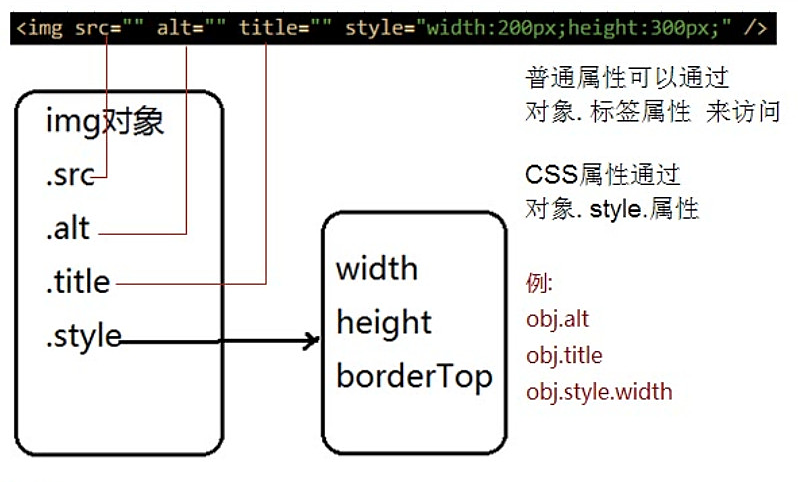 <img src="" alt="" title="" style="width:200px;height:300px;" />
img对象
.src
.alt
.title
.style
width
height
borderTop
普通属性可以通过
对象. 标签属性 来访问
CSS属性通过
对象. style.属性
例:
obj.alt
obj.title
obj.style.width